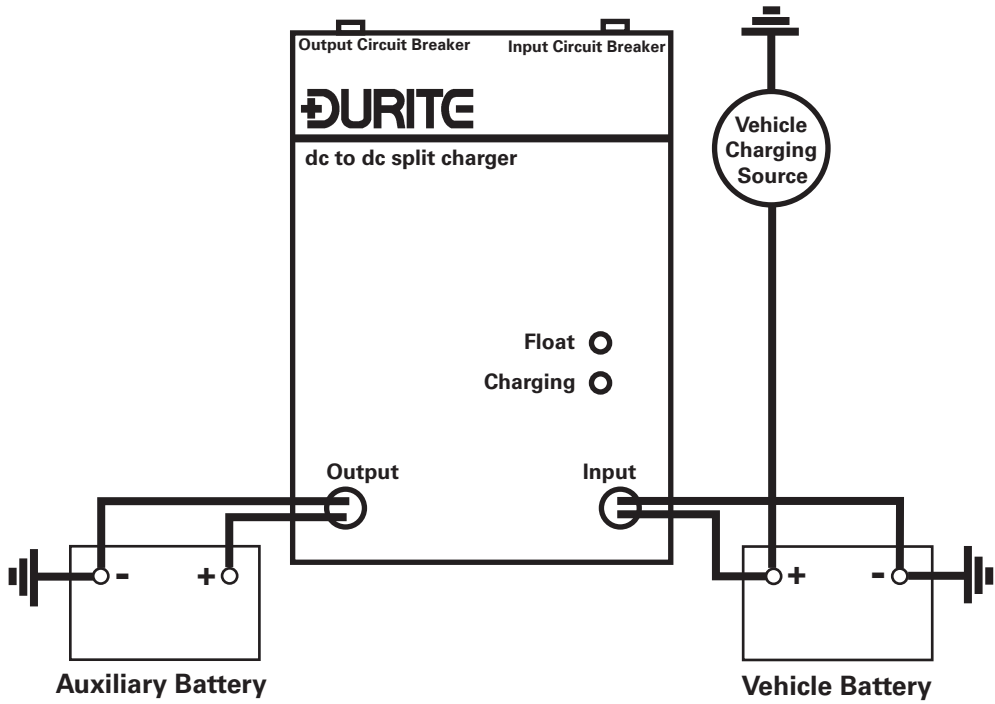 Output Circuit Breaker
Input Circuit Breaker
DURITE
dc to dc split charger
Vehicle
Charging
Source
Float
Charging
Output
Input
-
+
+
-
Auxiliary Battery
Vehicle Battery